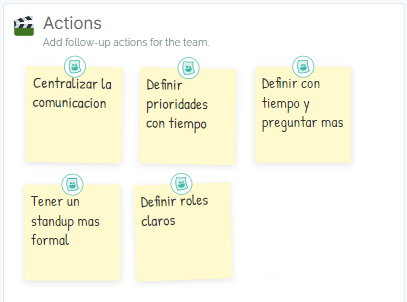 Actions
Add follow-up actions for the team.
Centralizar la
comunicacion
Definir
prioridades
con tiempo
Definir con
tiempo y
preguntar mas
Tener un
standup mas
formal
Definir roles
claros